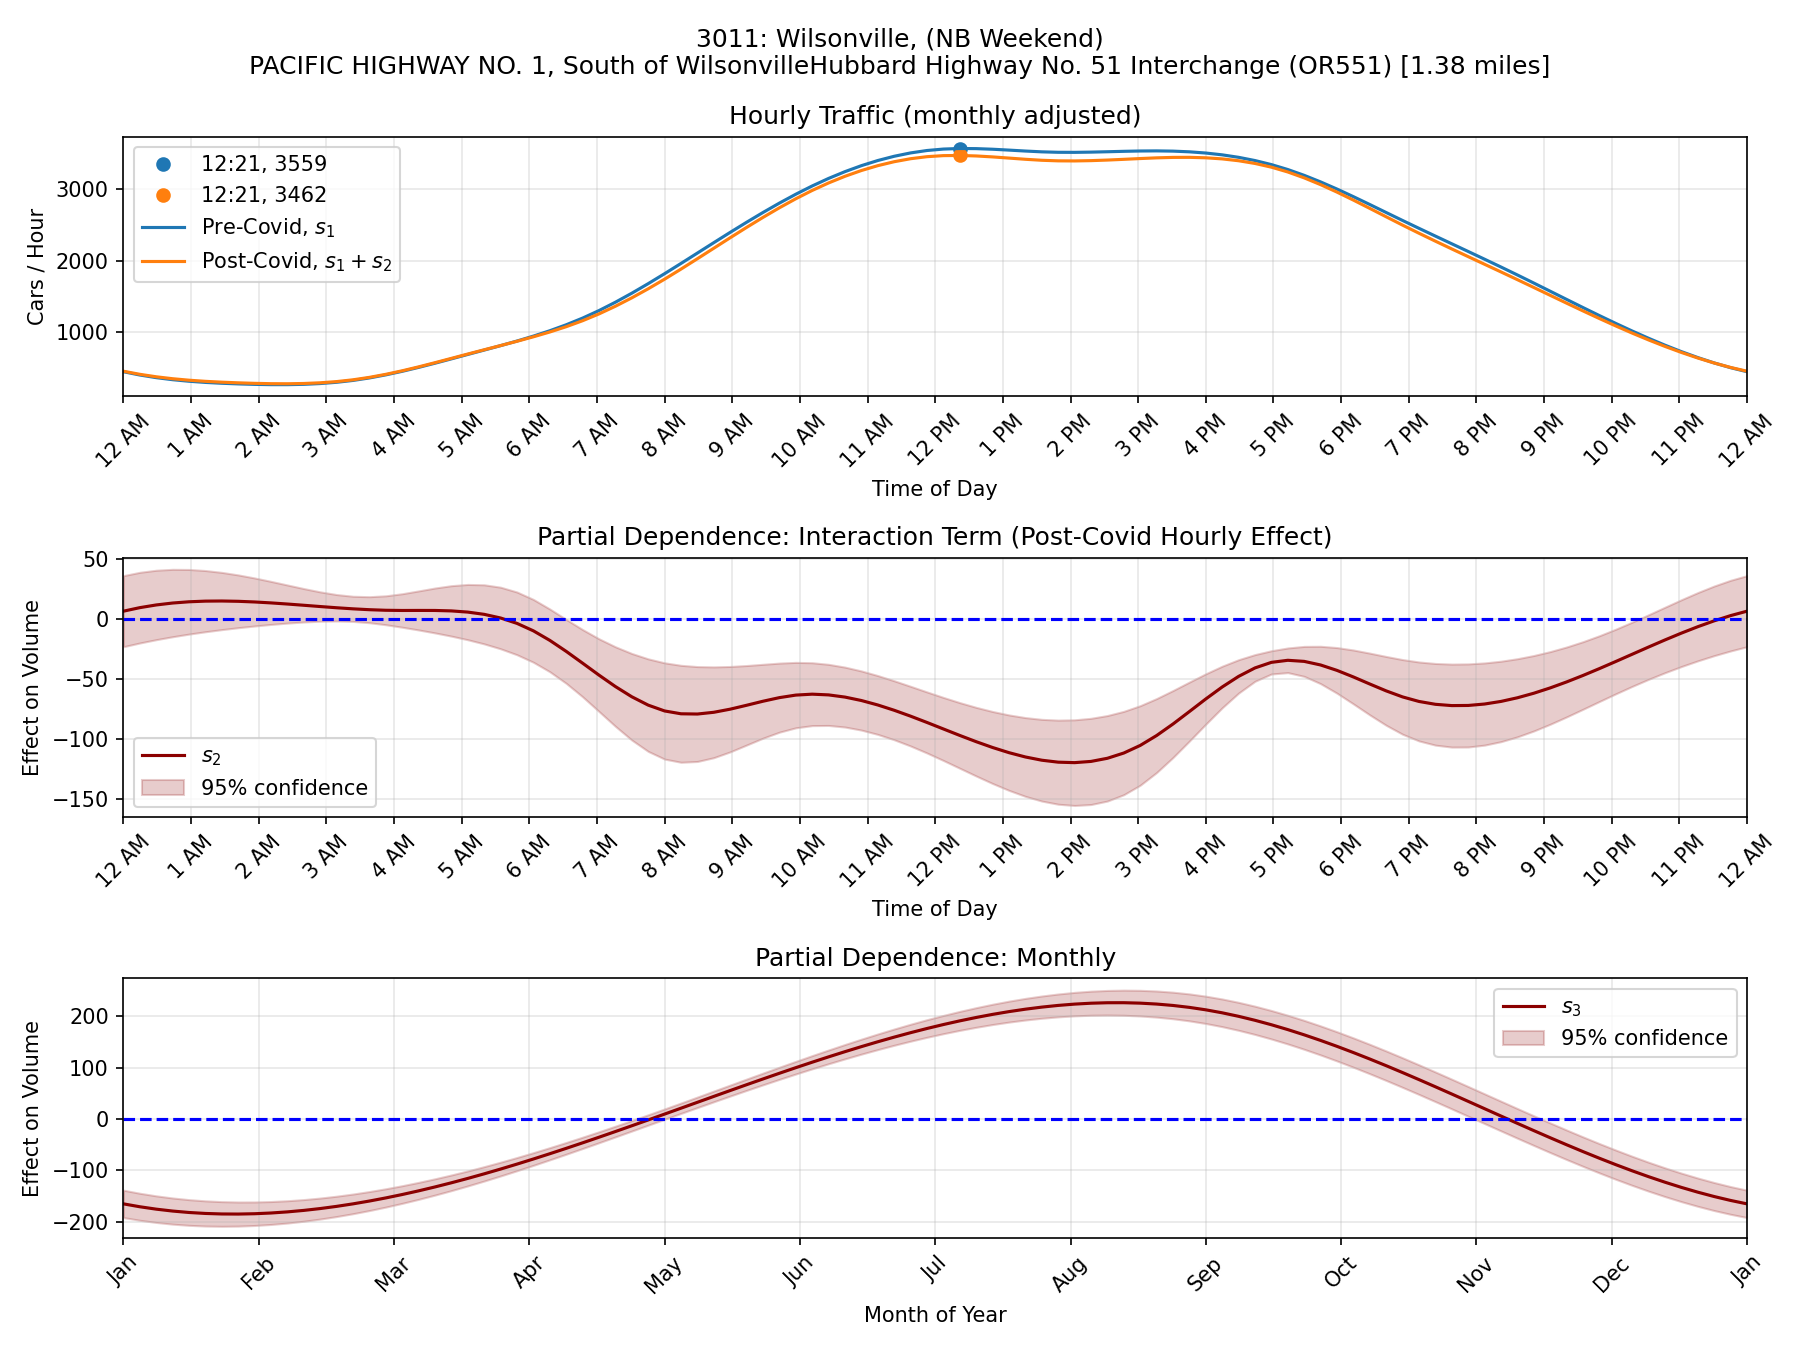 3011: Wilsonville, (NB Weekend)
PACIFIC HIGHWAY NO. 1, South of WilsonvilleHubbard Highway No. 51 Interchange (OR551) [1.38 miles]
Hourly Traffic (monthly adjusted)
12:21, 3559
12:21, 3462
Pre-Covid, s1
Post-Covid, s1 + s2
Cars / Hour
3000
2000
1000
12 AM 1 AM 2 AM 3 AM 4 AM 5 AM 6 AM 7 AM 8 AM 9 AM 10 AM 11 AM 12 PM 1 PM 2 PM 3 PM 4 PM 5 PM 6 PM 7 PM 8 PM 9 PM 10 PM 11 PM 12 AM
Time of Day
Partial Dependence: Interaction Term (Post-Covid Hourly Effect)
Effect on Volume
50
0
−50
−100
−150
s2
95% confidence
12 AM 1 AM 2 AM 3 AM 4 AM 5 AM 6 AM 7 AM 8 AM 9 AM 10 AM 11 AM 12 PM 1 PM 2 PM 3 PM 4 PM 5 PM 6 PM 7 PM 8 PM 9 PM 10 PM 11 PM 12 AM
Time of Day
Partial Dependence: Monthly
Effect on Volume
200
100
0
−100
−200
s3
95% confidence
Jan Feb Mar Apr May Jun Jul Aug Sep Oct Nov Dec Jan
Month of Year